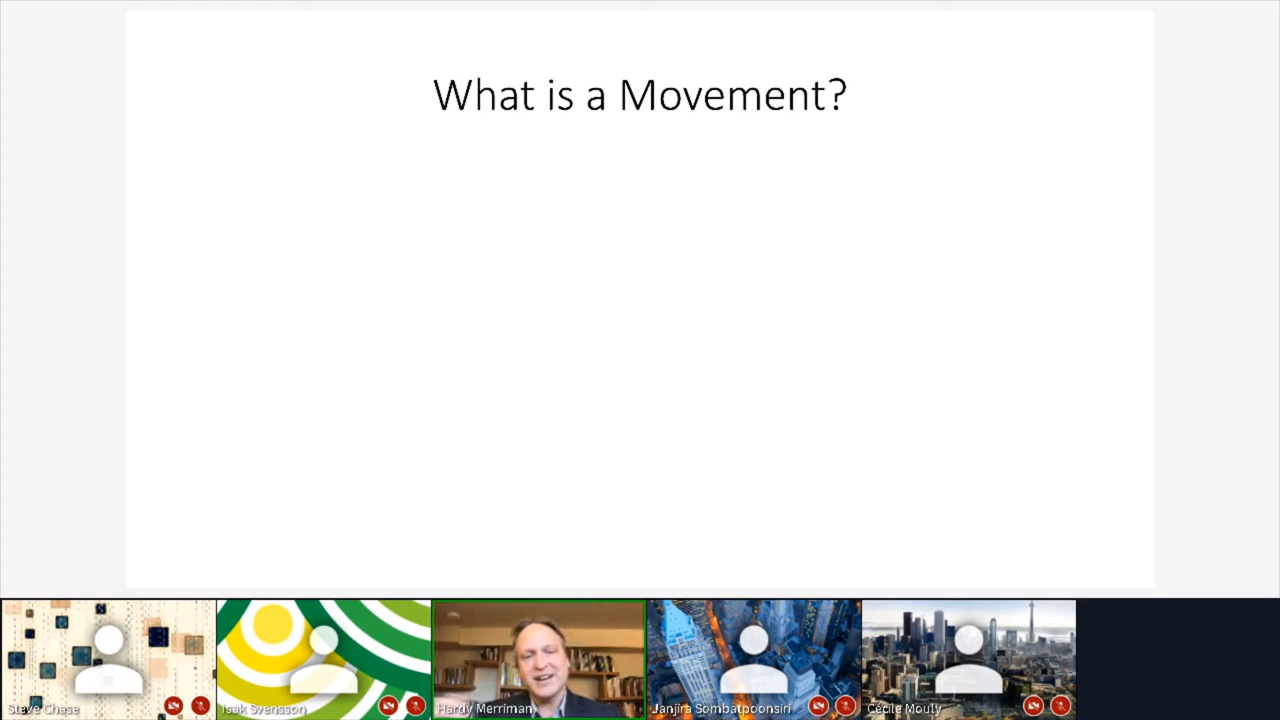 What is a Movement?
Steve Chase
Isak Svensson
Hardy Merriman
Janjira Sombatpoonsiri
Cécile Mouly